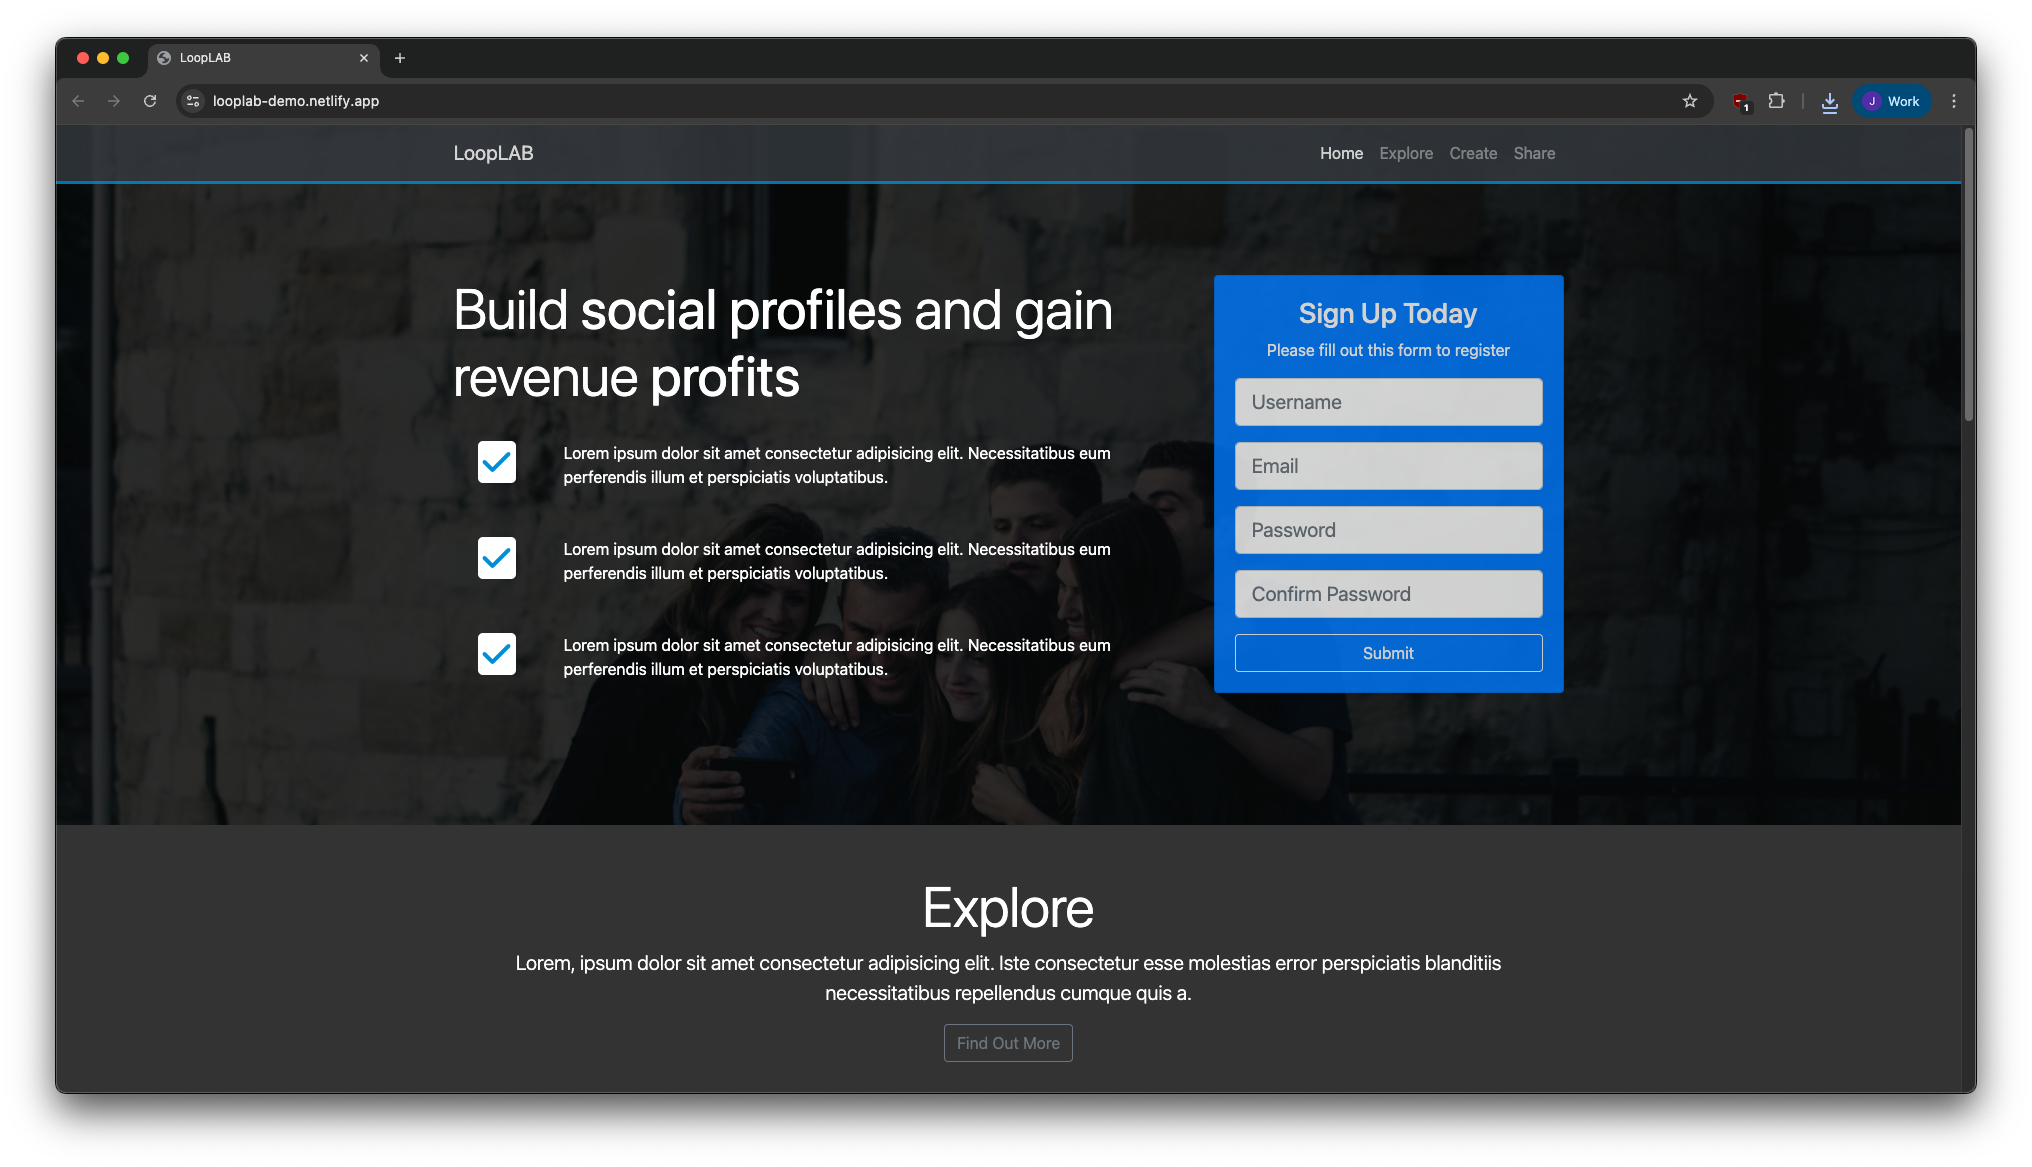 LoopLAB
looplab-demo.netlify.app
1
J Work
LoopLAB
Home Explore Create Share
Build social profiles and gain
revenue profits
Lorem ipsum dolor sit amet consectetur adipisicing elit. Necessitatibus eum
perferendis illum et perspiciatis voluptatibus.
Lorem ipsum dolor sit amet consectetur adipisicing elit. Necessitatibus eum
perferendis illum et perspiciatis voluptatibus.
Lorem ipsum dolor sit amet consectetur adipisicing elit. Necessitatibus eum
perferendis illum et perspiciatis voluptatibus.
Sign Up Today
Please fill out this form to register
Username
Email
Password
Confirm Password
Submit
Explore
Lorem, ipsum dolor sit amet consectetur adipisicing elit. Iste consectetur esse molestias error perspiciatis blanditiis
necessitatibus repellendus cumque quis a.
Find Out More